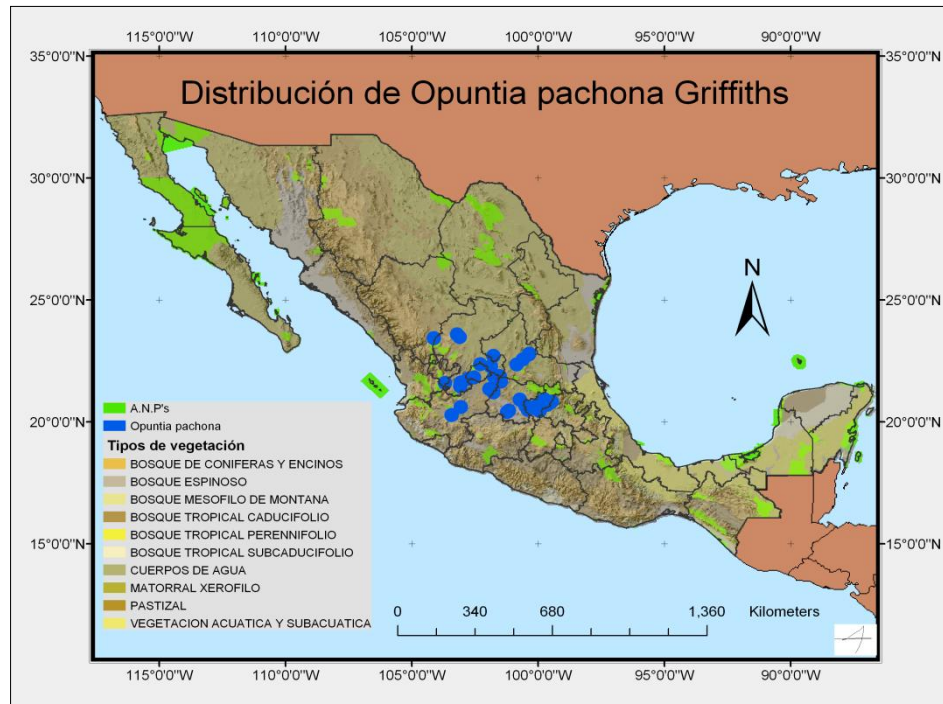 115°0'0"W 110°0'0"W 105°0'0"W 100°0'0"W 95°0'0"W 90°0'0"W
35°0'0"N 35°0'0"N
Distribución de Opuntia pachona Griffiths
30°0'0"N 30°0'0"N
N
25°0'0"N 25°0'0"N
20°0'0"N 20°0'0"N
15°0'0"N 15°0'0"N
A.N.P's
Opuntia pachona
Tipos de vegetación
BOSQUE DE CONIFERAS Y ENCINOS
BOSQUE ESPINOSO
BOSQUE MESOFILO DE MONTANA
BOSQUE TROPICAL CADUCIFOLIO
BOSQUE TROPICAL PERENNIFOLIO
BOSQUE TROPICAL SUBCADUCIFOLIO
CUERPOS DE AGUA
MATORRAL XEROFILO
PASTIZAL
VEGETACION ACUATICA Y SUBACUATICA
0 340 680 1,360 Kilometers
115°0'0"W 110°0'0"W 105°0'0"W 100°0'0"W 95°0'0"W 90°0'0"W